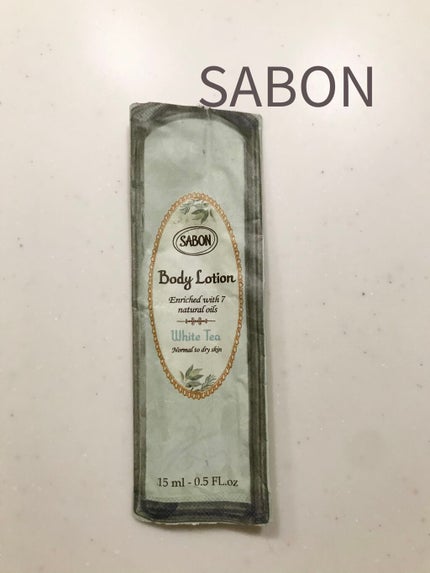 SABON
SABON
Body Lotion
Enriched with 7
natural oils
White Tea
Normal to dry skin
15 ml - 0.5 FL.oz